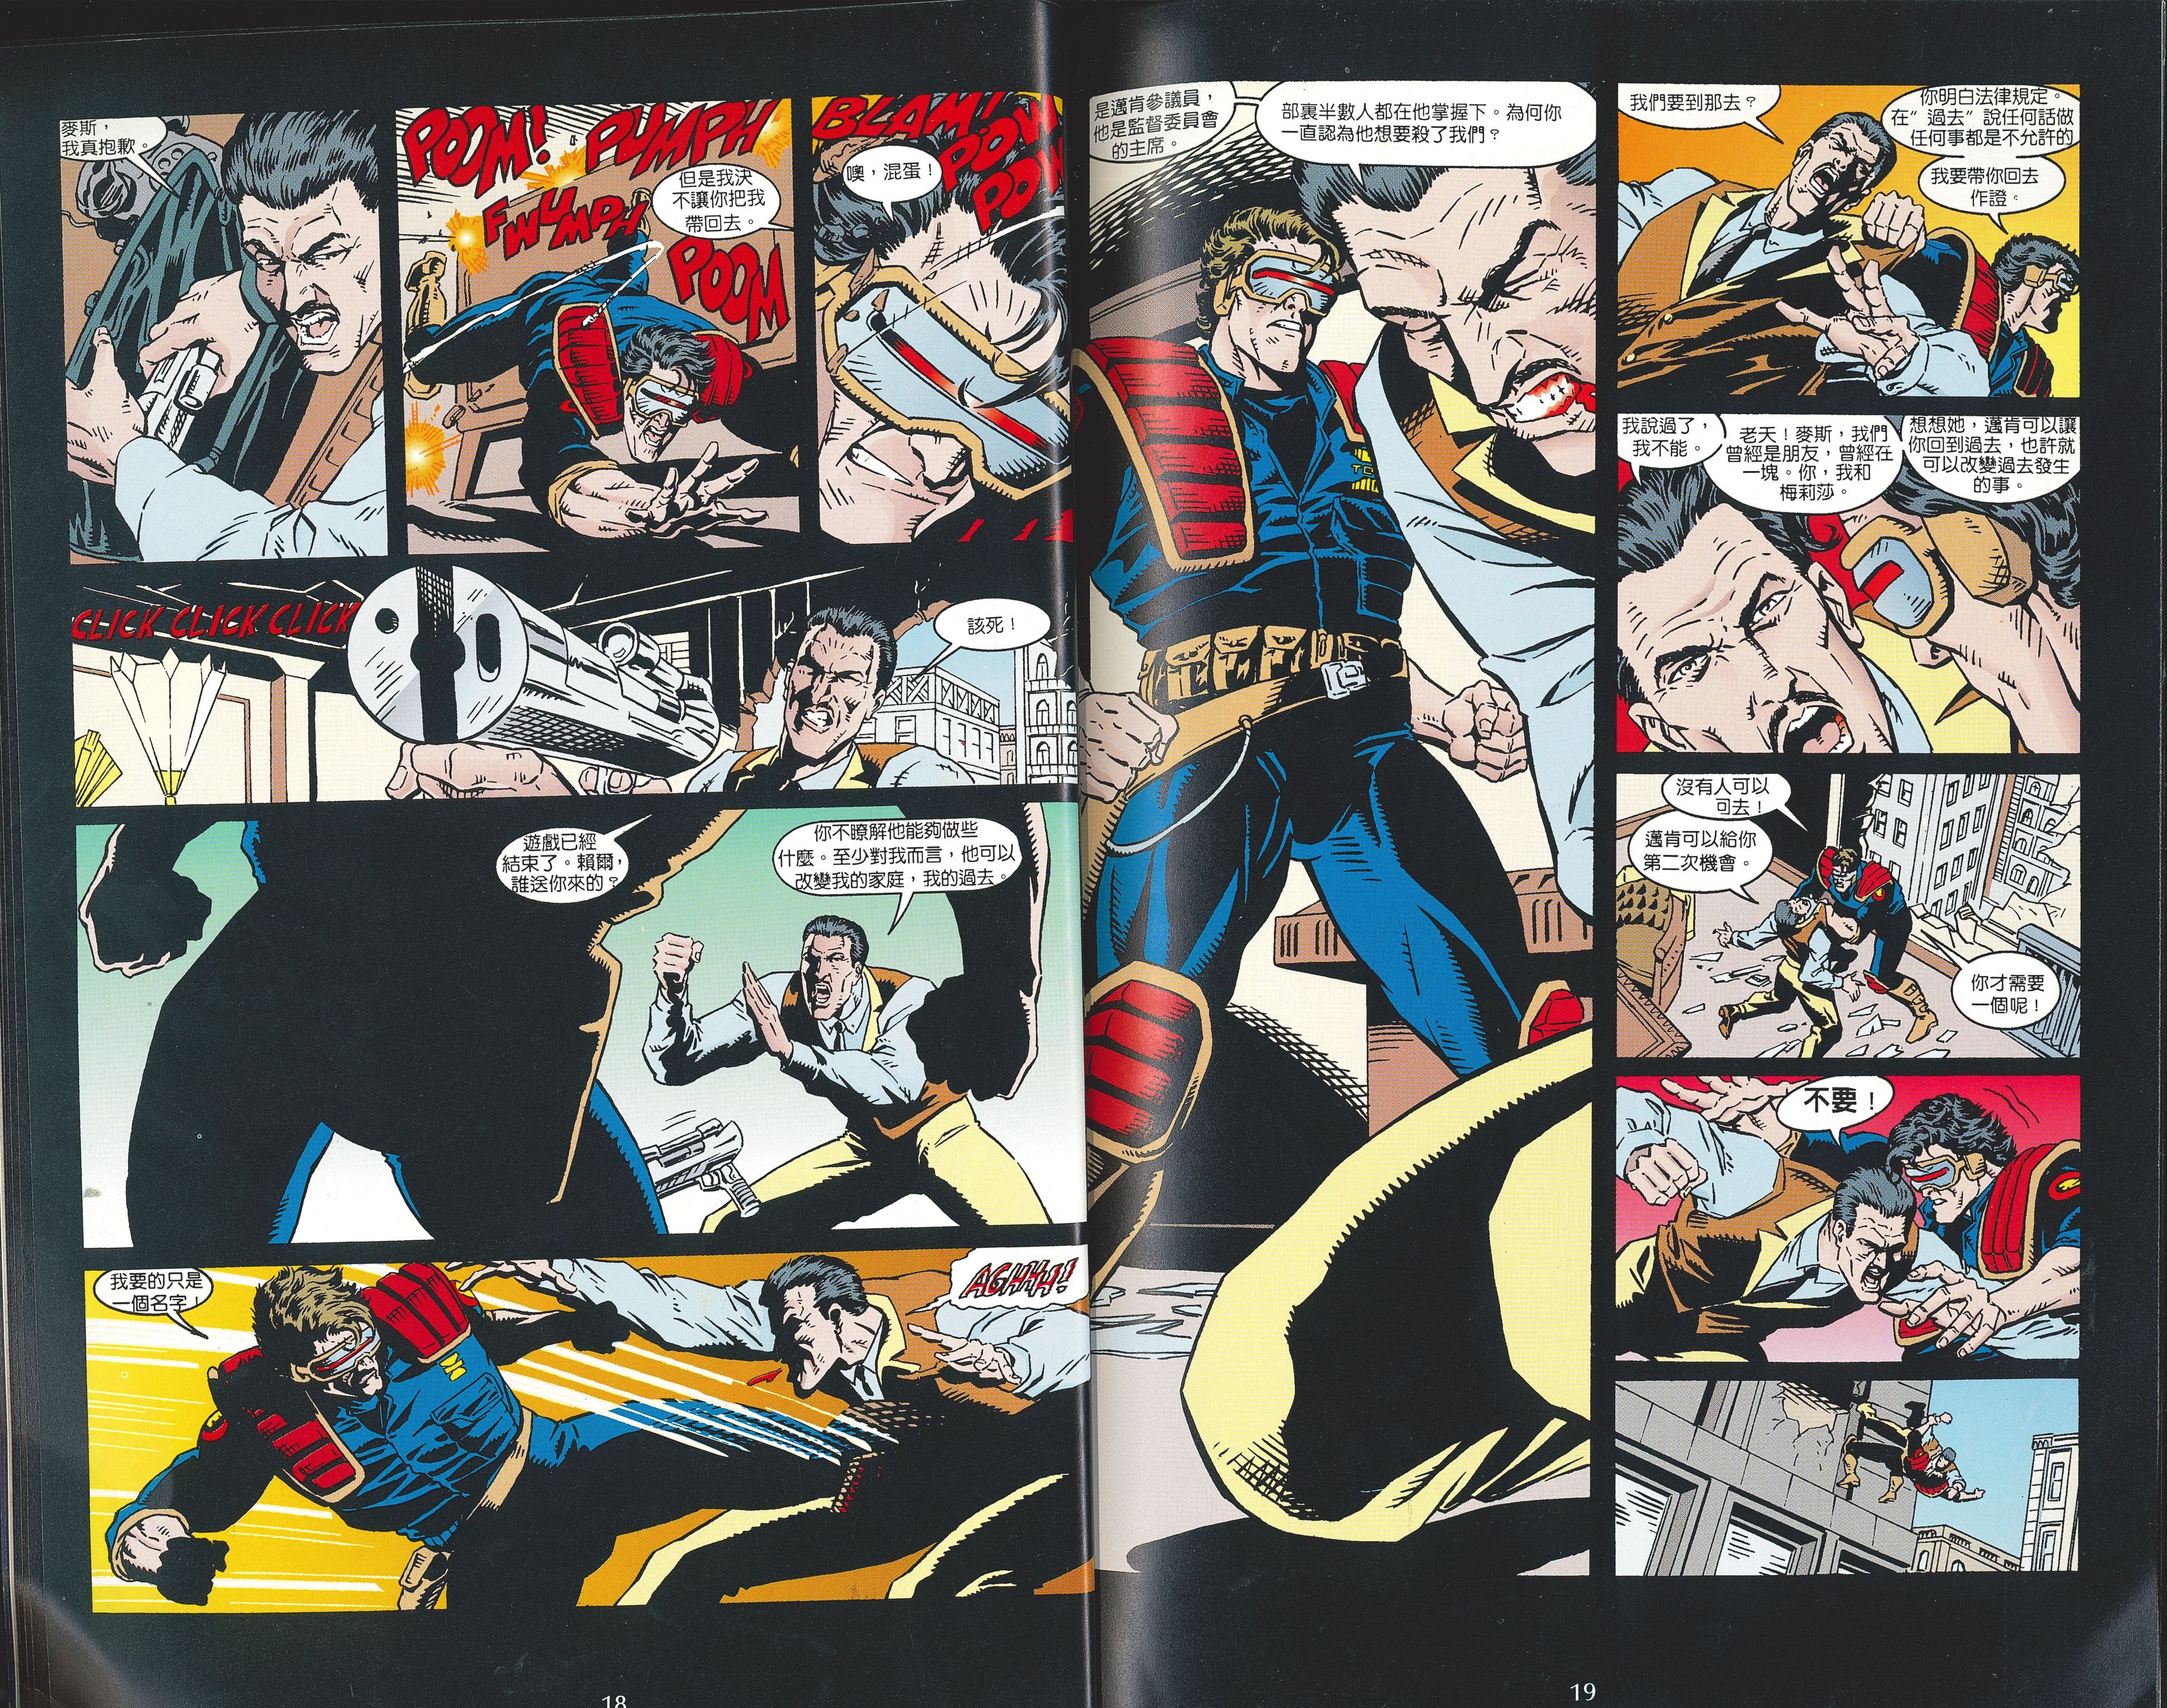 麥斯，
我真抱歉。
POOM!
PUMPH
FWUMPH
POOM
但是我決
不讓你把我
帶回去。
BLAM!
POW
POW
噢，混蛋！
CLICK CLICK CLICK
該死！
遊戲已經
結束了。賴爾，
誰送你來的？
你不瞭解他能夠做些
什麼。至少對我而言，他可以
改變我的家庭，我的過去。
我要的只是
一個名字！
AGHHH!
18
是邁肯參議員，
他是監督委員會
的主席。
部裏半數人都在他掌握下。為何你
一直認為他想要殺了我們？
我們要到那去？
你明白法律規定。
在"過去"說任何話做
任何事都是不允許的
我要帶你回去
作證。
我說過了，
我不能。
老天！麥斯，我們
曾經是朋友，曾經在
一塊。你，我和
梅莉莎。
想想她，邁肯可以讓
你回到過去，也許就
可以改變過去發生
的事。
沒有人可以
可去！
邁肯可以給你
第二次機會。
你才需要
一個呢！
不要！
19